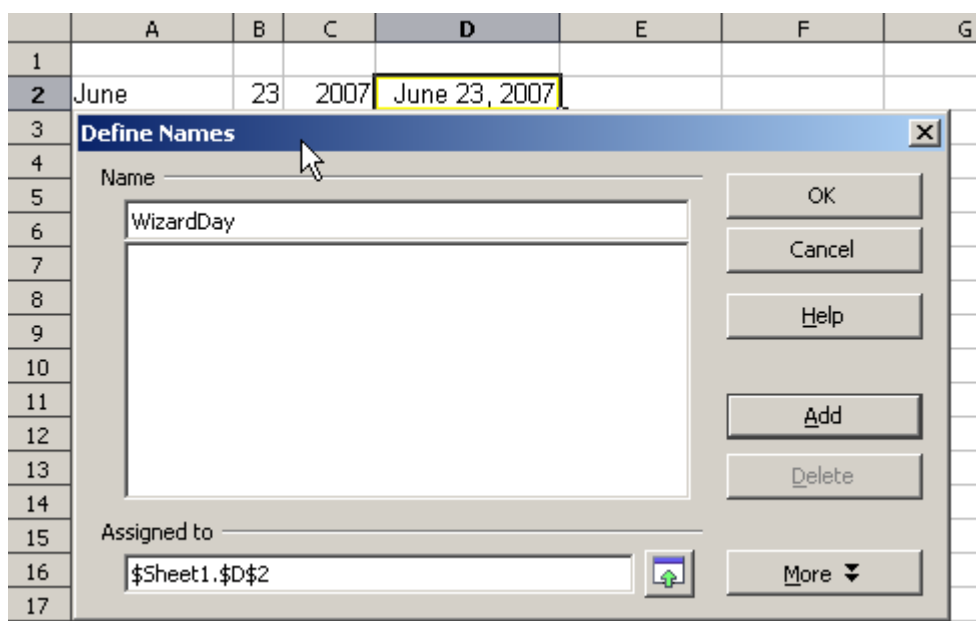 A B C D E F G
1
2 June 23 2007 June 23, 2007
3 Define Names
4
Name
5 OK
WizardDay
6
Cancel
7
8
Help
9
10
11
Add
12
13 Delete
14
Assigned to
15
16 $Sheet1.$D$2 More
17